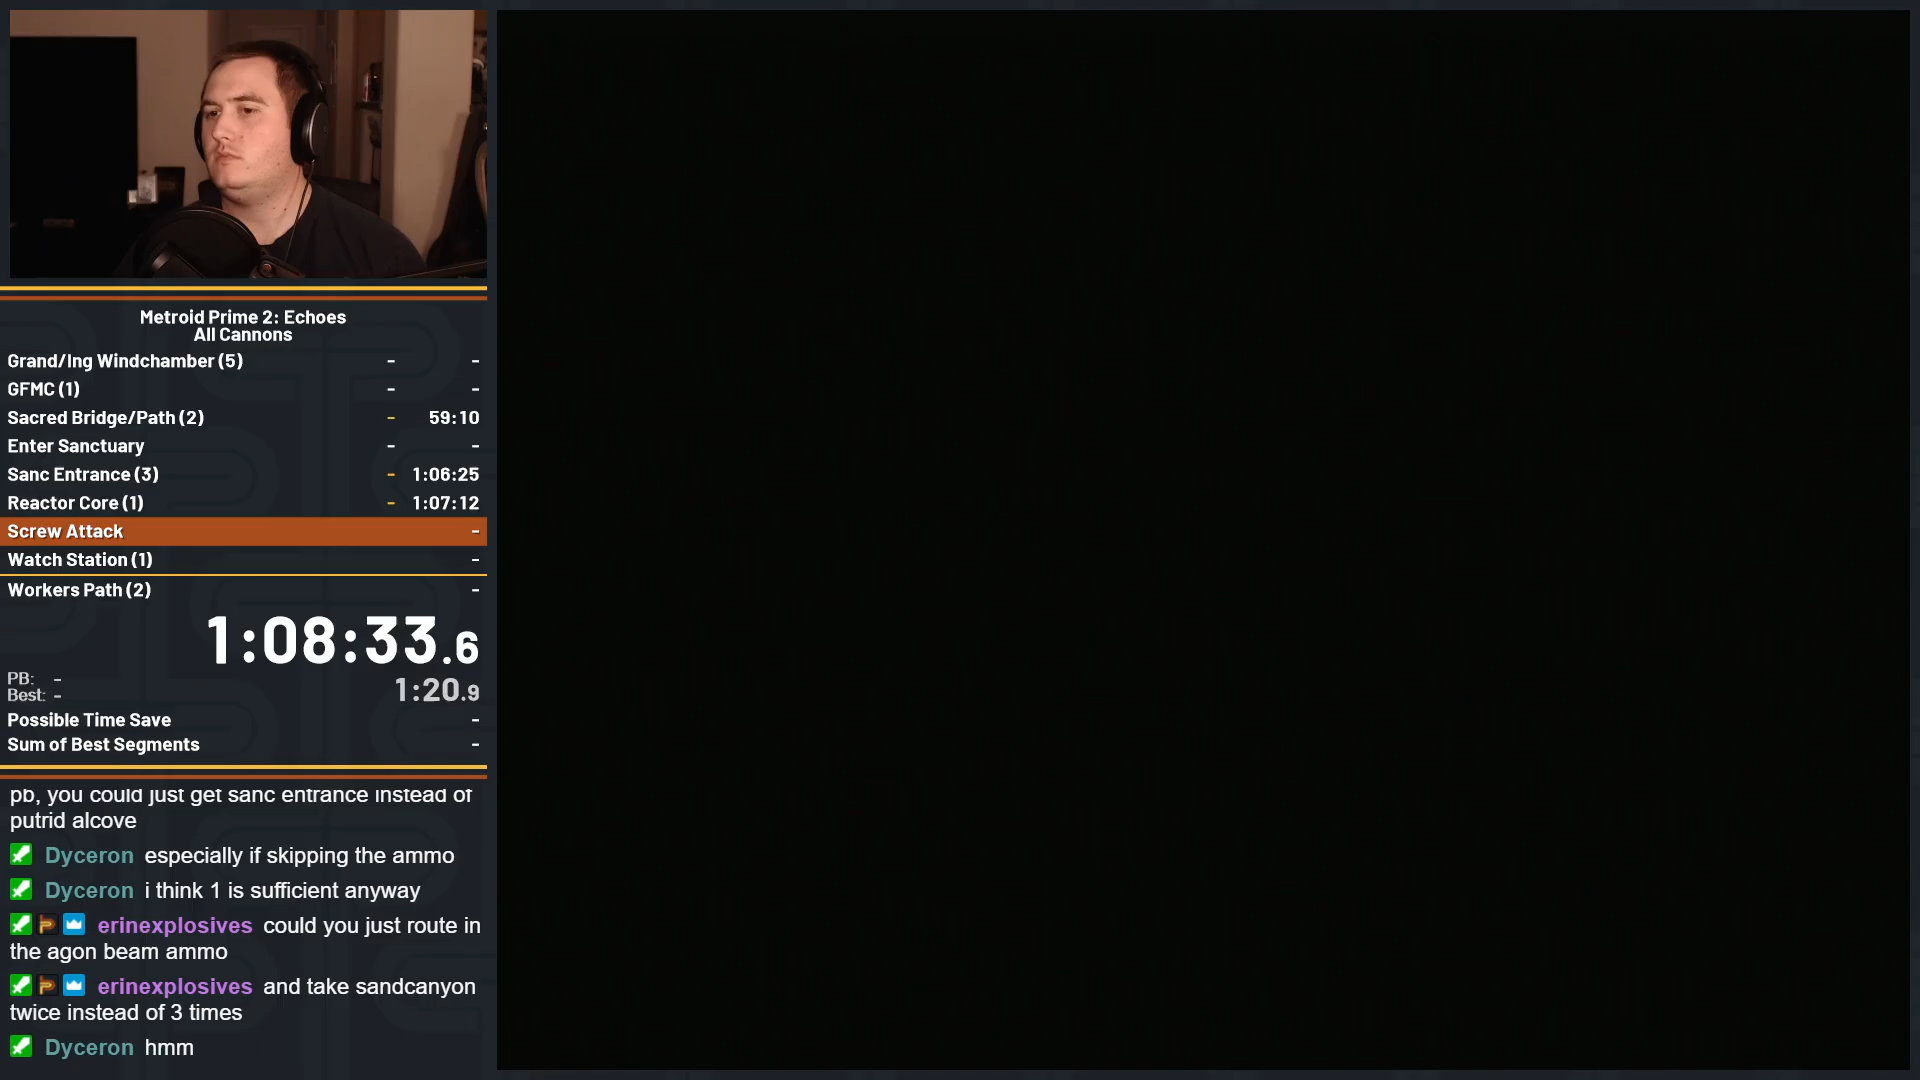 Metroid Prime 2: Echoes
All Cannons
Grand/Ing Windchamber (5) - -
GFMC (1) - -
Sacred Bridge/Path (2) - 59:10
Enter Sanctuary - -
Sanc Entrance (3) - 1:06:25
Reactor Core (1) - 1:07:12
Screw Attack -
Watch Station (1) -
Workers Path (2) -
1:08:33.6
PB: -
Best: -
1:20.9
Possible Time Save -
Sum of Best Segments -
pb, you could just get sanc entrance instead of
putrid alcove
Dyceron especially if skipping the ammo
Dyceron i think 1 is sufficient anyway
erinexplosives could you just route in
the agon beam ammo
erinexplosives and take sandcanyon
twice instead of 3 times
Dyceron hmm